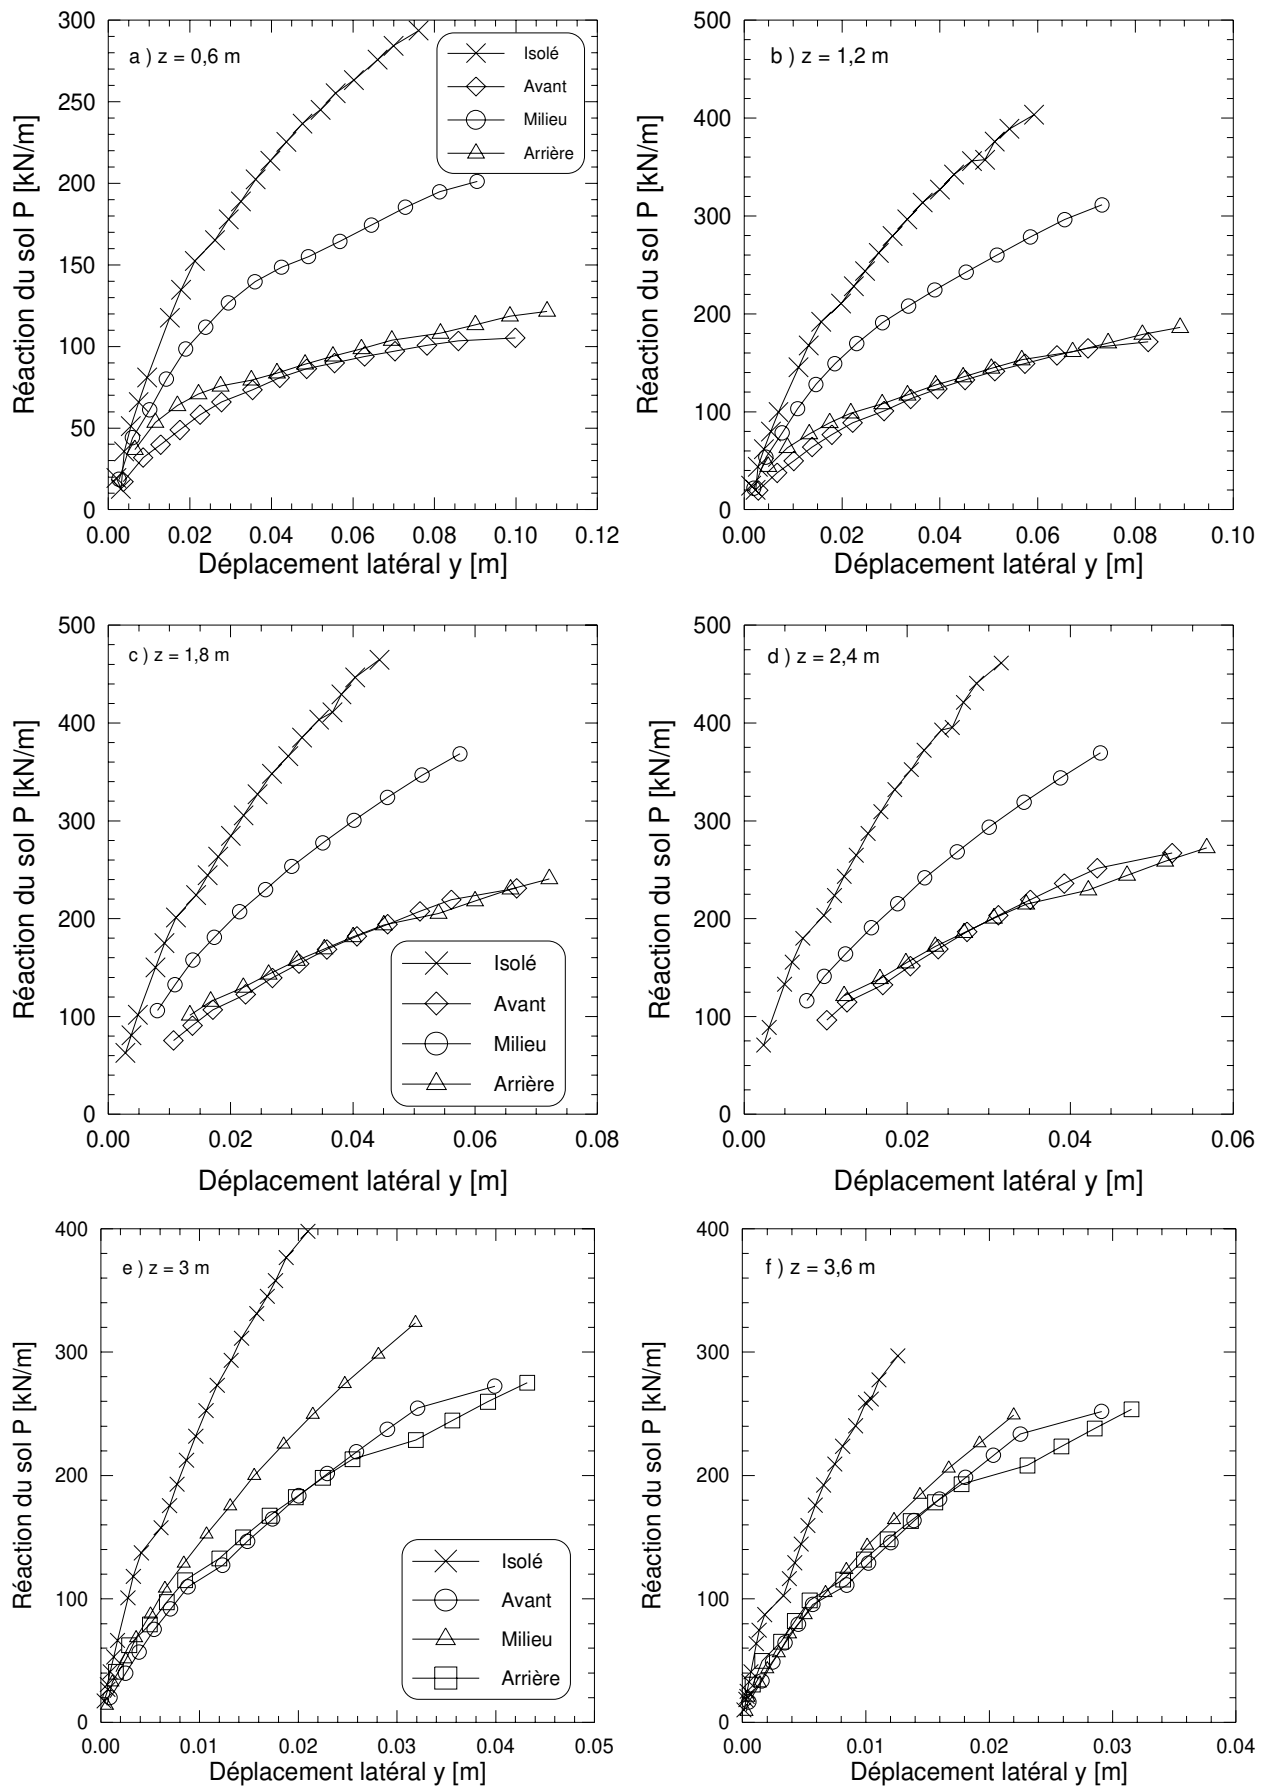 a ) z = 0,6 m
Isolé
Avant
Milieu
Arrière
300
250
200
150
100
50
0
Réaction du sol P [kN/m]
0.00 0.02 0.04 0.06 0.08 0.10 0.12
Déplacement latéral y [m]
b ) z = 1,2 m
500
400
300
200
100
0
Réaction du sol P [kN/m]
0.00 0.02 0.04 0.06 0.08 0.10
Déplacement latéral y [m]
c ) z = 1,8 m
500
400
300
200
100
0
Réaction du sol P [kN/m]
Isolé
Avant
Milieu
Arrière
0.00 0.02 0.04 0.06 0.08
Déplacement latéral y [m]
d ) z = 2,4 m
500
400
300
200
100
0
Réaction du sol P [kN/m]
0.00 0.02 0.04 0.06
Déplacement latéral y [m]
e ) z = 3 m
400
300
200
100
0
Réaction du sol P [kN/m]
Isolé
Avant
Milieu
Arrière
0.00 0.01 0.02 0.03 0.04 0.05
Déplacement latéral y [m]
f ) z = 3,6 m
400
300
200
100
0
Réaction du sol P [kN/m]
0.00 0.01 0.02 0.03 0.04
Déplacement latéral y [m]